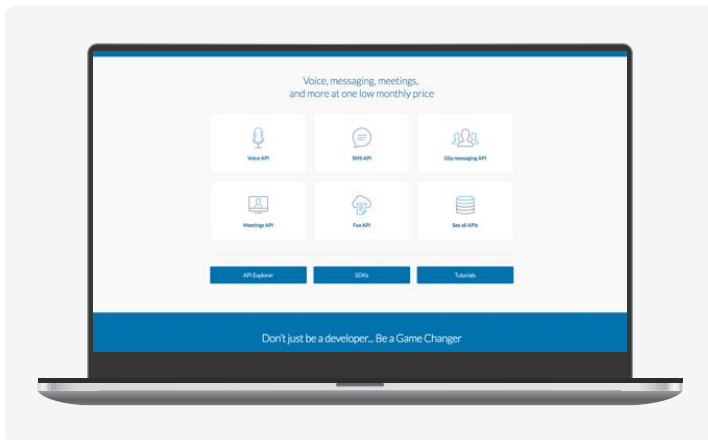 Voice, messaging, meetings,
and more at one low monthly price
Voice API
SMS API
Glip messaging API
Meetings API
Fax API
See all APIs
API Explorer
SDKs
Tutorials
Don't just be a developer... Be a Game Changer